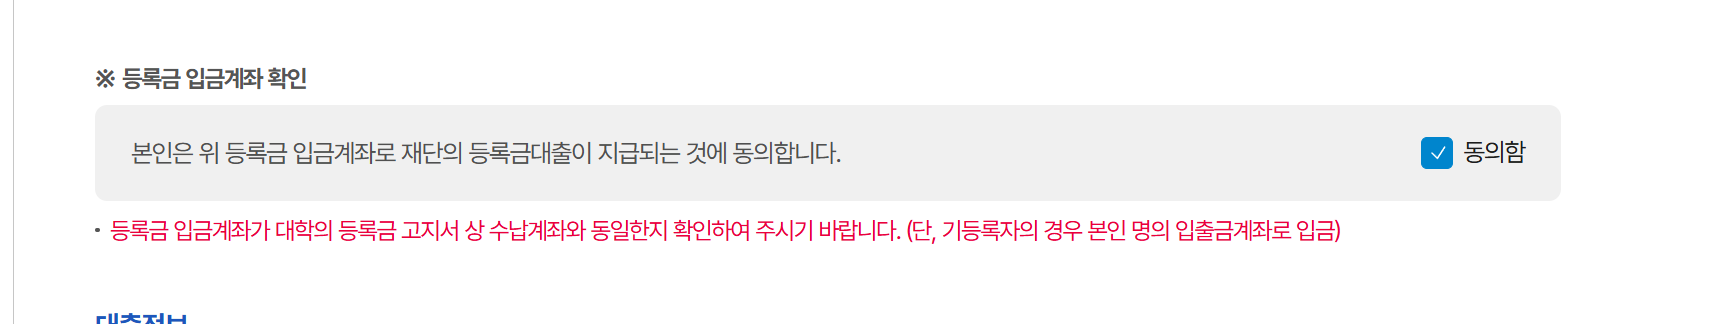 ※ 등록금 입금계좌 확인
본인은 위 등록금 입금계좌로 재단의 등록금대출이 지급되는 것에 동의합니다.
동의함
• 등록금 입금계좌가 대학의 등록금 고지서 상 수납계좌와 동일한지 확인하여 주시기 바랍니다. (단, 기등록자의 경우 본인 명의 입출금계좌로 입금)
대출정보